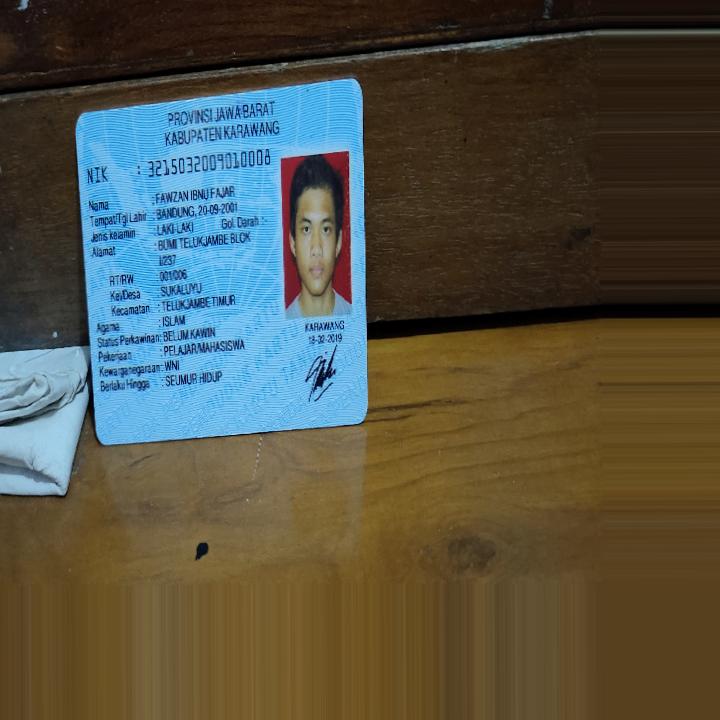 PROVINSI JAWA BARAT
KABUPATEN KARAWANG
NIK : 3215032009010008
Nama : FAWZAN IBNU FAJAR
Tempat/Tgl Lahir : BANDUNG, 20-09-2001
Jenis kelamin : LAKI-LAKI Gol. Darah :-
Alamat : BUMI TELUKJAMBE BLOK
I/237
RT/RW 001/006
Kel/Desa : SUKALUYU
Kecamatan : TELUKJAMBE TIMUR
Agama : ISLAM
Status Perkawinan: BELUM KAWIN
Pekerjaan : PELAJAR/MAHASISWA
Kewarganegaraan: WNI
Berlaku Hingga : SEUMUR HIDUP
KARAWANG
18-02-2019